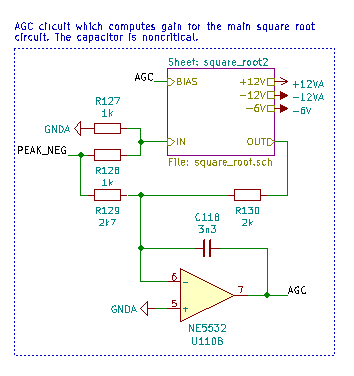 AGC circuit which computes gain for the main square root
circuit. The capacitor is noncritical.
Sheet: square_root2
AGC
BIAS
+12V
+12VA
-12V
-12VA
-6V
-6V
R127
1k
GNDA
IN
OUT
PEAK_NEG
R128
1k
File: square_root.sch
R129
2k7
R130
2k
C118
3n3
6
-
7
AGC
GNDA
5
+
NE5532
U110B